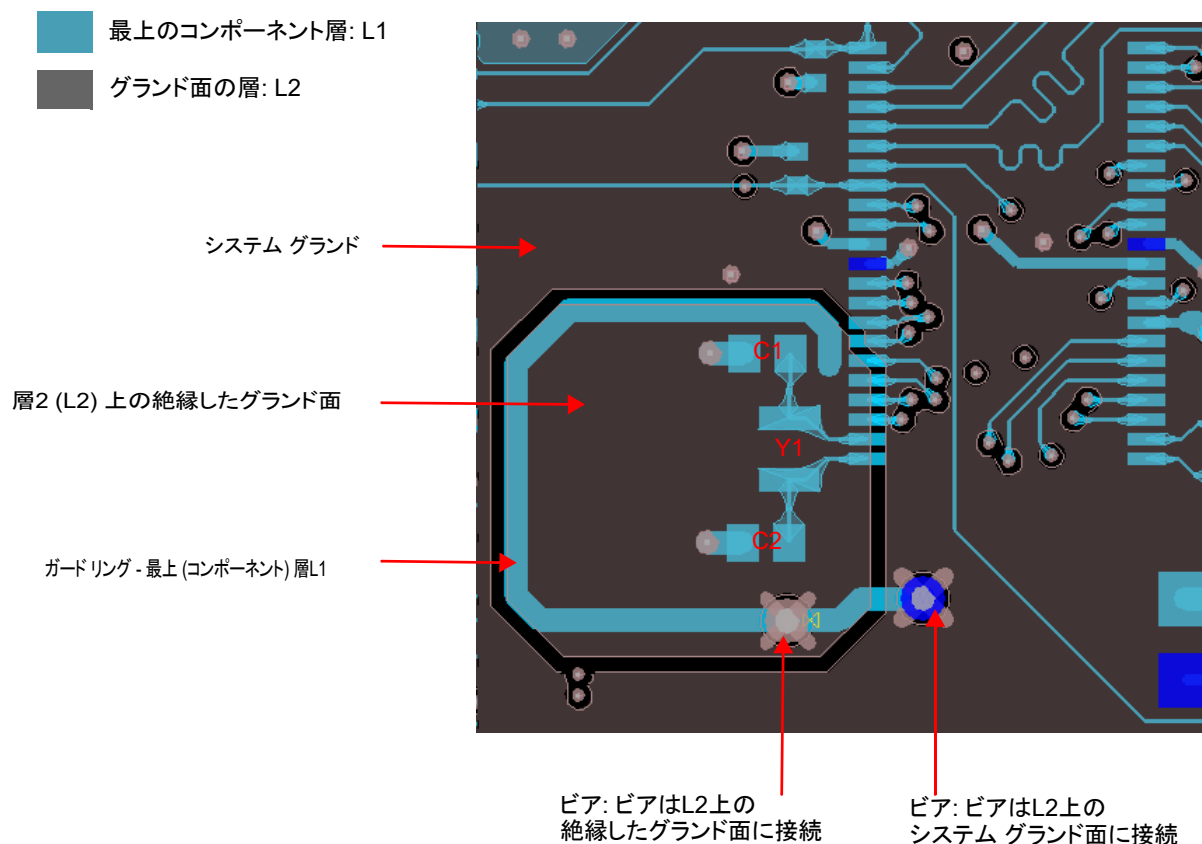 最上のコンポーネント層: L1
グランド面の層: L2
システム グランド
C1
層2 (L2) 上の絶縁したグランド面
Y1
C2
ガード リング - 最上 (コンポーネント) 層L1
ビア: ビアはL2上の
絶縁したグランド面に接続
ビア: ビアはL2上の
システム グランド面に接続